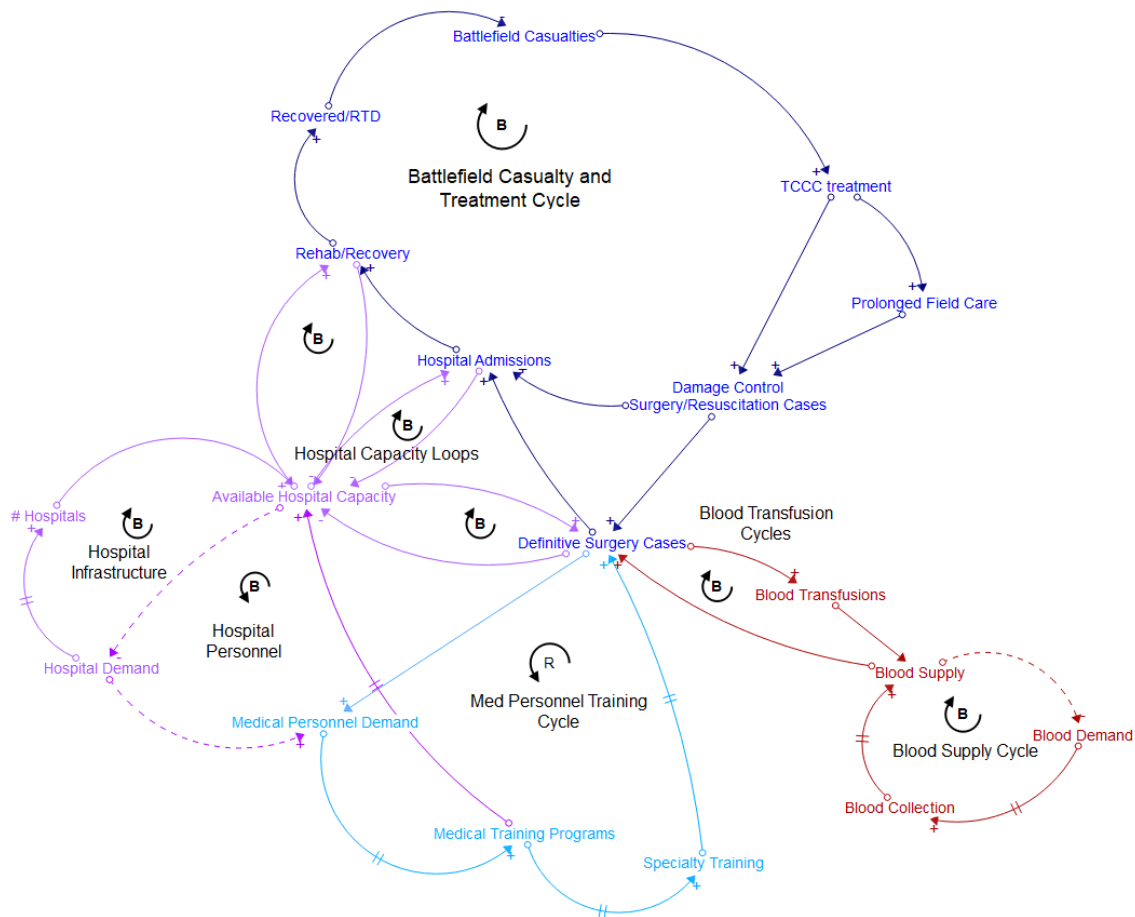 Battlefield Casualties
Recovered/RTD
B
Battlefield Casualty and
Treatment Cycle
TCCC treatment
Rehab/Recovery
Prolonged Field Care
B
Hospital Admissions
Damage Control
Surgery/Resuscitation Cases
B
Hospital Capacity Loops
Available Hospital Capacity
# Hospitals
B
Hospital
Infrastructure
B
Definitive Surgery Cases
Blood Transfusion
Cycles
B
Blood Transfusions
B
Hospital
Personnel
Hospital Demand
R
Med Personnel Training
Cycle
Blood Supply
Medical Personnel Demand
B
Blood Supply Cycle
Blood Demand
Blood Collection
Medical Training Programs
Specialty Training